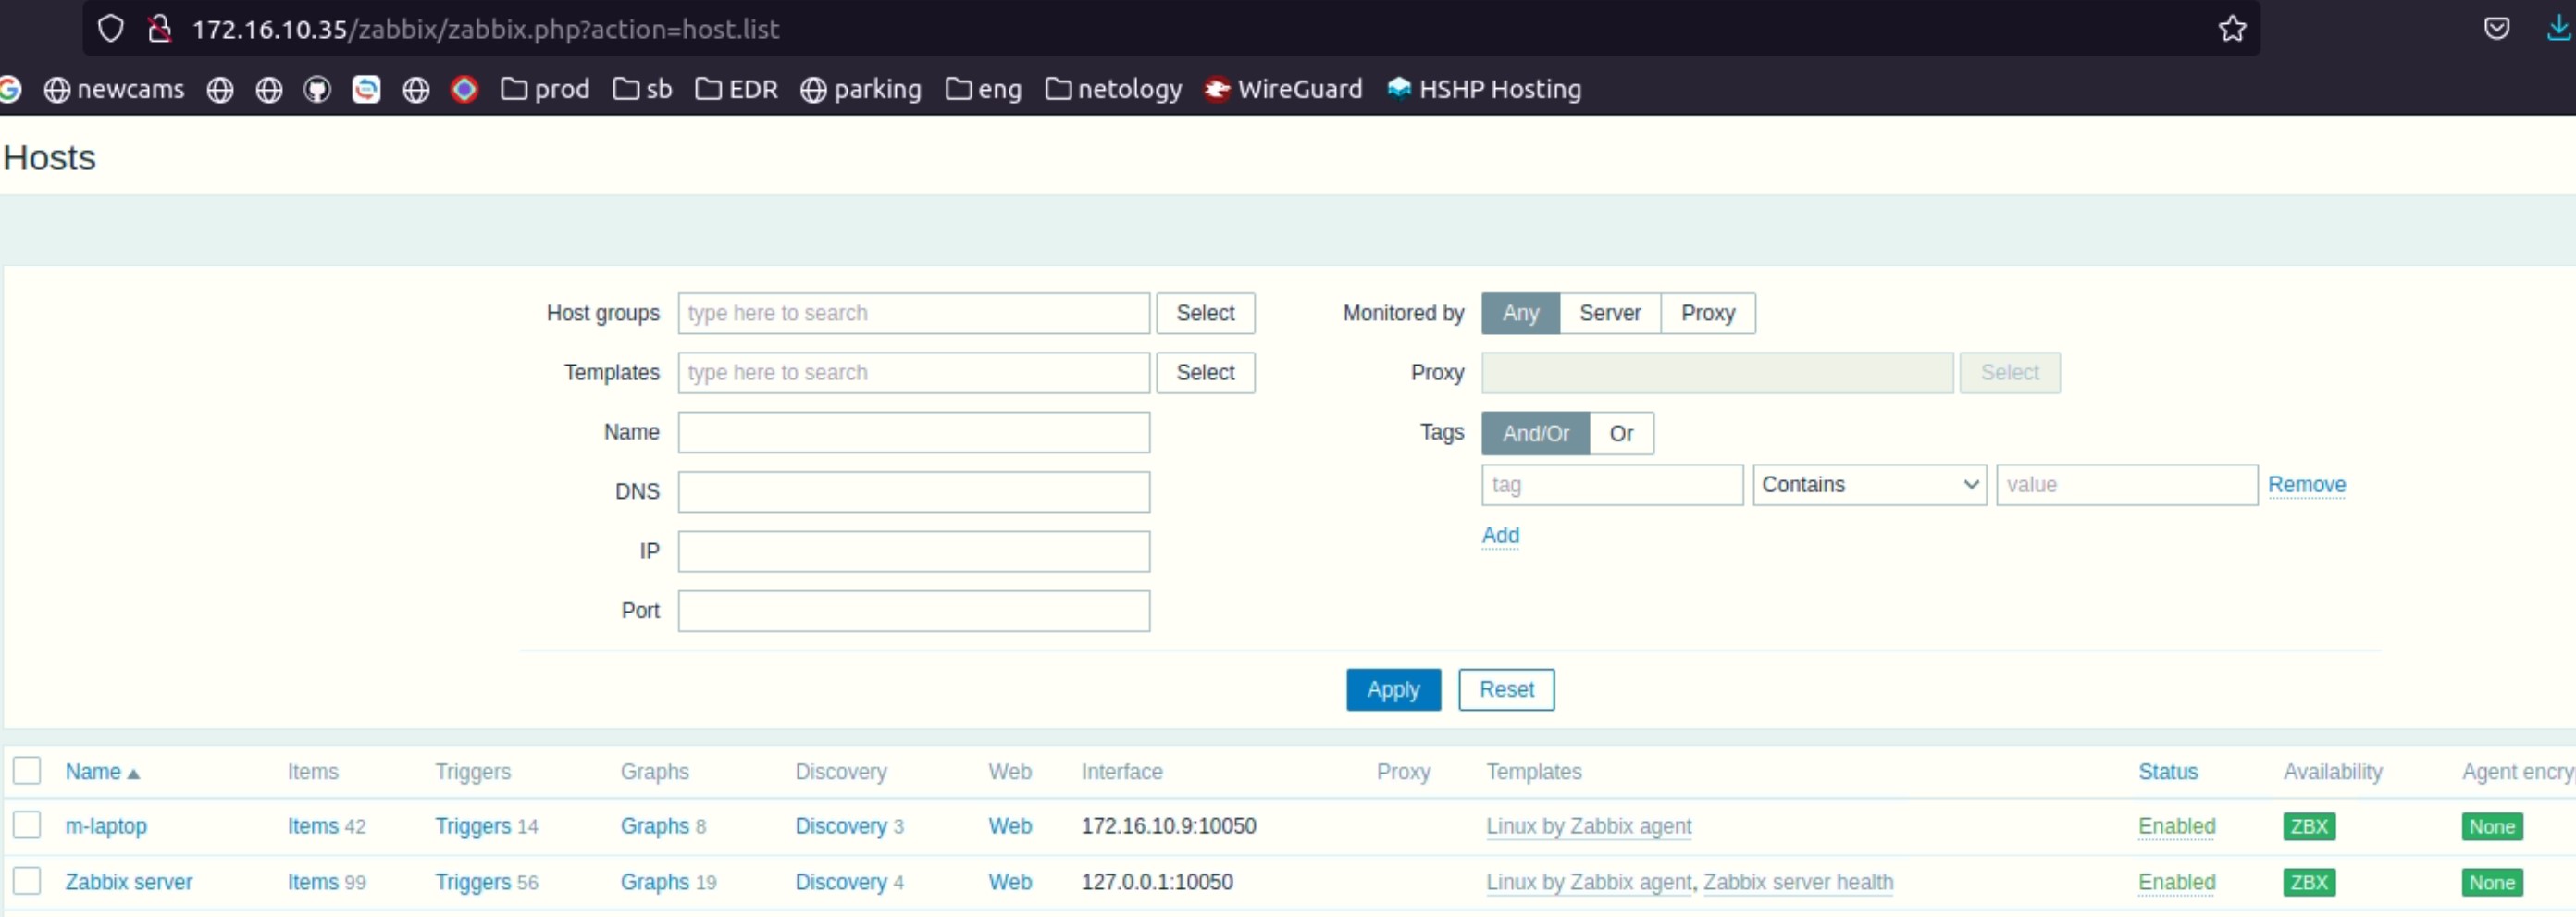 172.16.10.35/zabbix/zabbix.php?action=host.list
newcams prod sb EDR parking eng netology WireGuard HSHP Hosting
Hosts
Host groups type here to search Select Monitored by Any Server Proxy
Templates type here to search Select Proxy Select
Name Tags And/Or Or
DNS tag Contains value Remove
IP Add
Port
Apply Reset
Name Items Triggers Graphs Discovery Web Interface Proxy Templates Status Availability Agent encry
m-laptop Items 42 Triggers 14 Graphs 8 Discovery 3 Web 172.16.10.9:10050 Linux by Zabbix agent Enabled ZBX None
Zabbix server Items 99 Triggers 56 Graphs 19 Discovery 4 Web 127.0.0.1:10050 Linux by Zabbix agent, Zabbix server health Enabled ZBX None